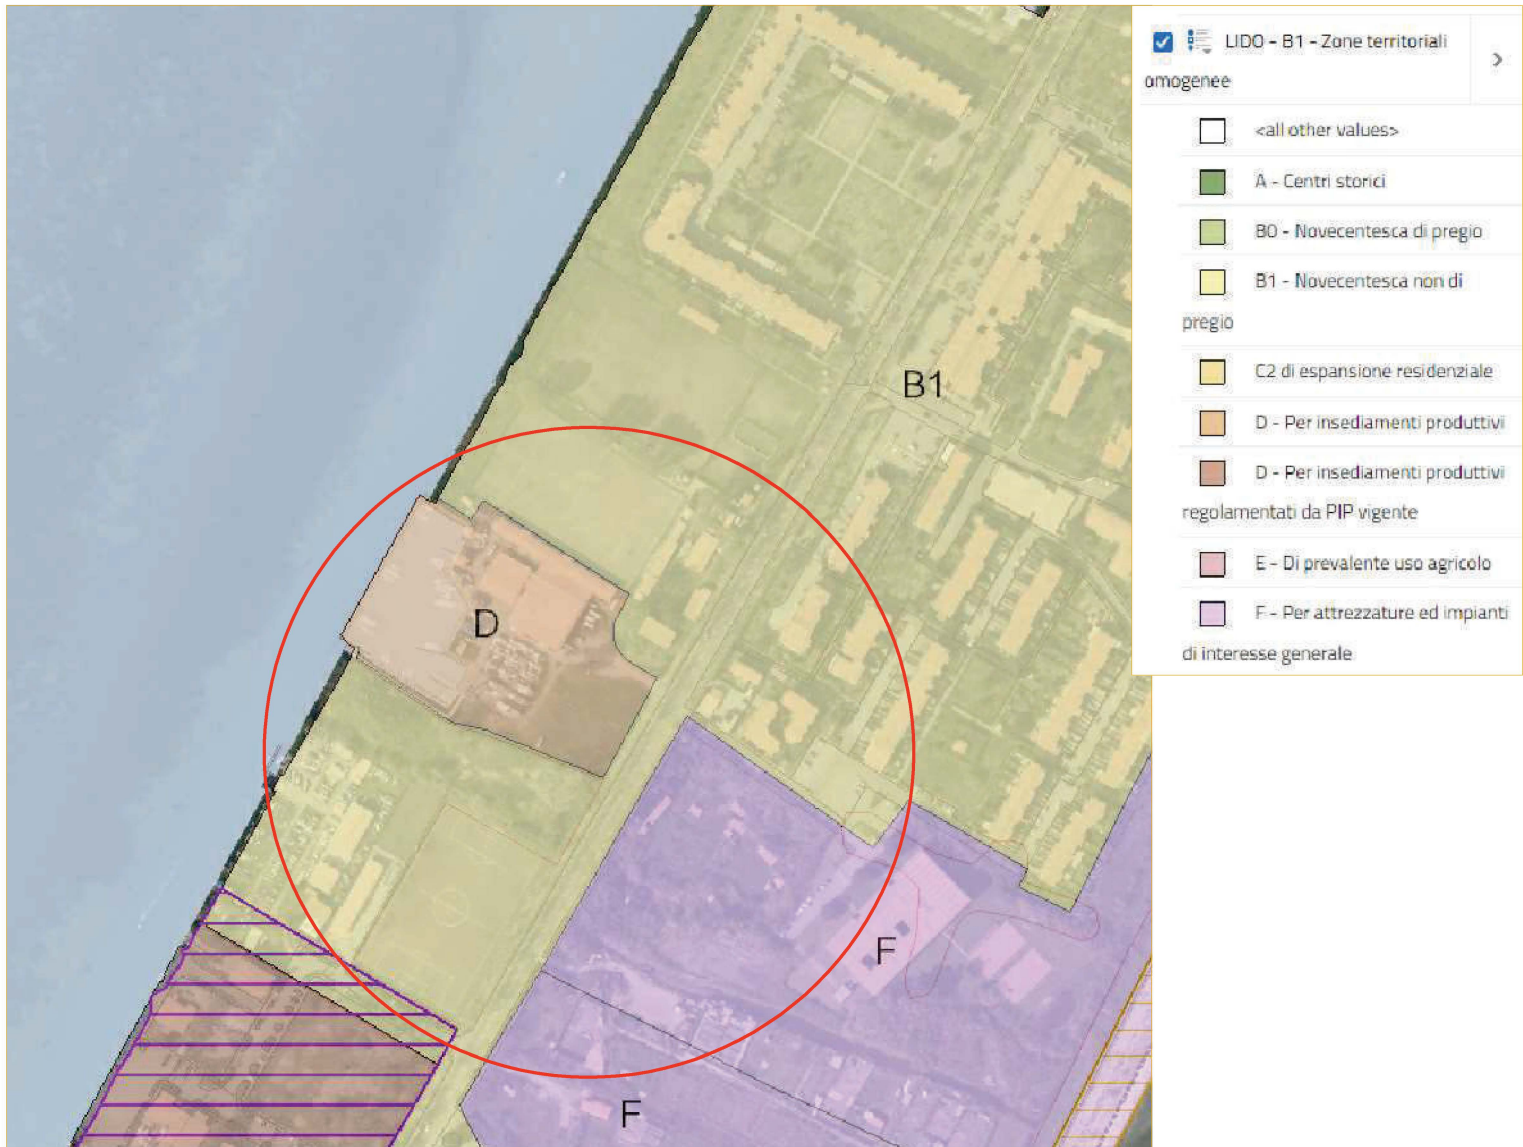 LIDO - B1 - Zone territoriali
omogenee
<all other values>
A - Centri storici
B0 - Novecentesca di pregio
B1 - Novecentesca non di
pregio
C2 di espansione residenziale
D - Per insediamenti produttivi
D - Per insediamenti produttivi
regolamentati da PIP vigente
E - Di prevalente uso agricolo
F - Per attrezzature ed impianti
di interesse generale
B1
D
F
F